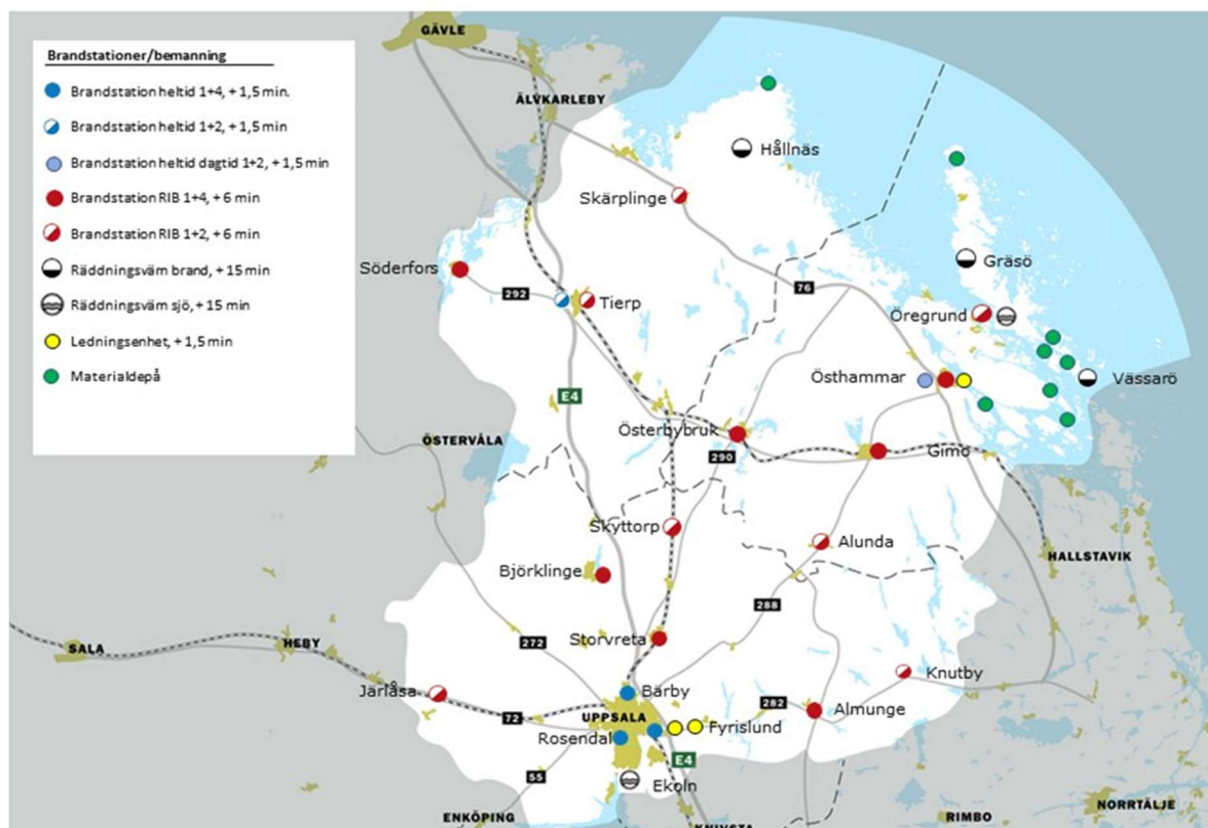 Brandstationer/bemanning
Brandstation heltid 1+4, + 1,5 min.
Brandstation heltid 1+2, + 1,5 min
Brandstation heltid dagtid 1+2, + 1,5 min
Brandstation RIB 1+4, + 6 min
Brandstation RIB 1+2, + 6 min
Räddningsväm brand, + 15 min
Räddningsväm sjö, + 15 min
Ledningsenhet, + 1,5 min
Materialdepå
GÄVLE
ÄLVKARLEBY
Hållnäs
Skärplinge
Söderfors
292
Tierp
76
Gräsö
Öregrund
Östhammar
Vässarö
E4
ÖSTERVÅLA
Österbybruk
290
Gimo
Skyttorp
Alunda
HALLSTAVIK
Björklinge
288
Storvreta
272
SALA
HEBY
Knutby
Järlåsa
Bärby
282
Almunge
72
UPPSALA
Fyrislund
Rosendal
E4
55
Ekoln
ENKÖPING
KNIVSTA
RIMBO
NORRTÄLJE